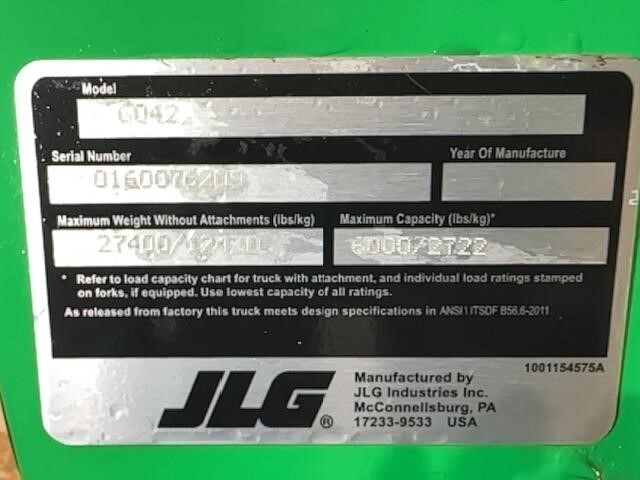 Model
G042
Serial Number
Year Of Manufacture
Maximum Weight Without Attachments (lbs/kg)
Maximum Capacity (lbs/kg)*
27400/
6000/2722
* Refer to load capacity chart for truck with attachment, and individual load ratings stamped
on forks, if equipped. Use lowest capacity of all ratings.
As released from factory this truck meets design specifications in ANSI \ ITSDF B56.6-2011
1001154575A
JLG®
Manufactured by
JLG Industries Inc.
McConnellsburg, PA
17233-9533 USA